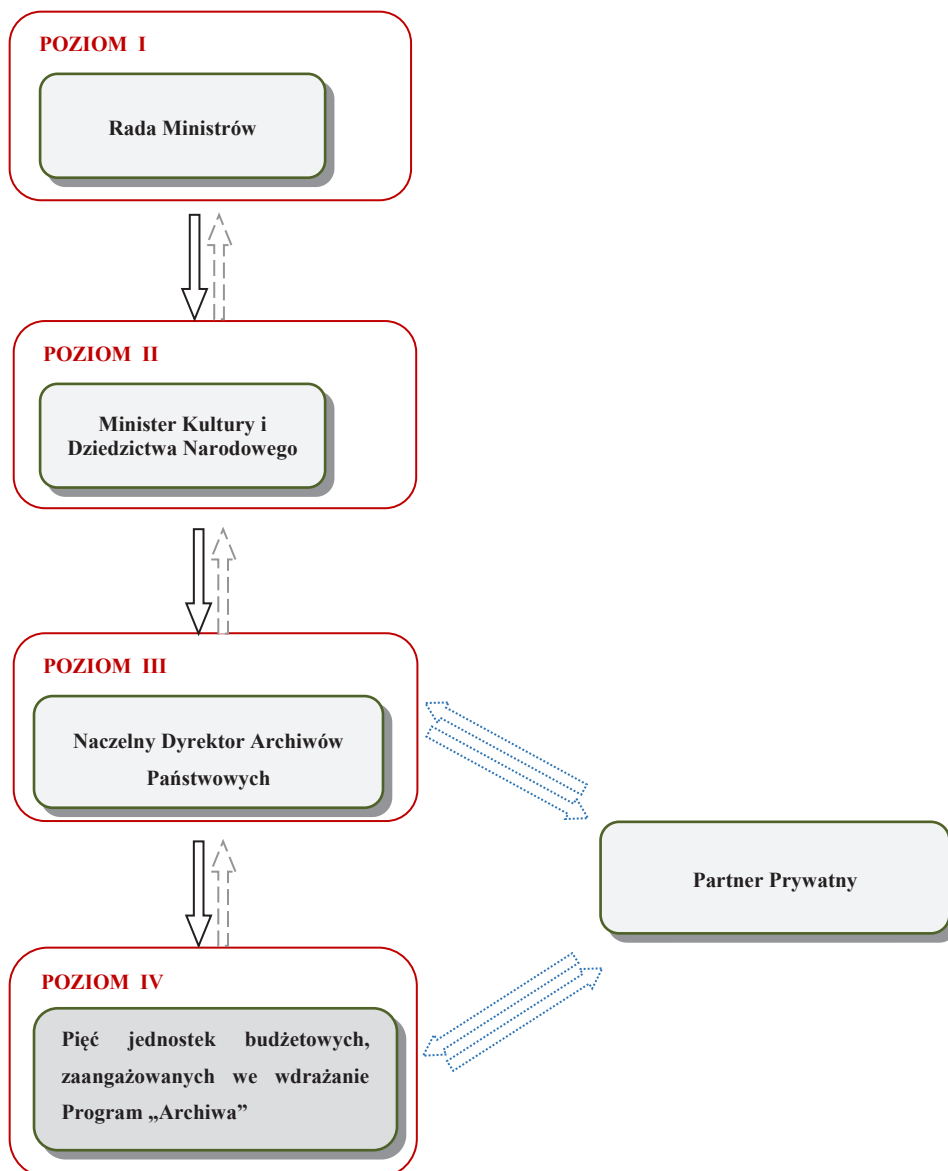 POZIOM I
Rada Ministrów
POZIOM II
Minister Kultury i
Dziedzictwa Narodowego
POZIOM III
Naczelny Dyrektor Archiwów
Państwowych
Partner Prywatny
POZIOM IV
Pięć jednostek budżetowych,
zaangażowanych we wdrażanie
Program „Archiwa”